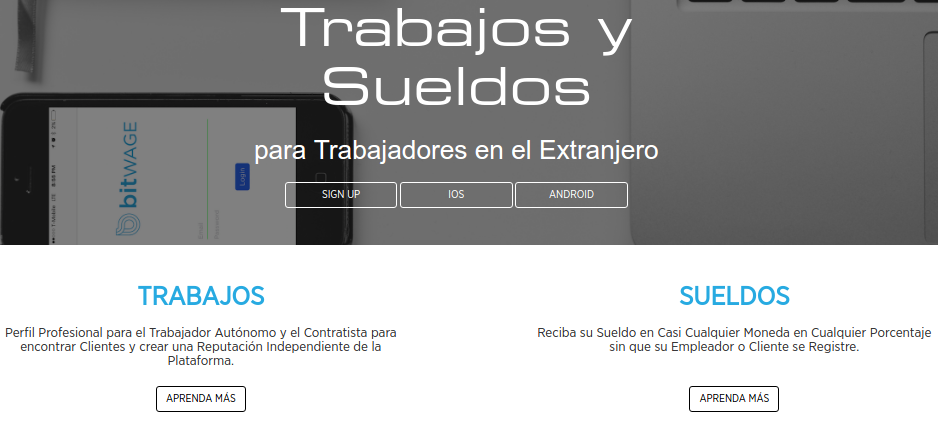 Trabajos y
Sueldos
para Trabajadores en el Extranjero
SIGN UP
IOS
ANDROID
bitWAGE
Login
Email
Password
TRABAJOS
Perfil Profesional para el Trabajador Autónomo y el Contratista para
encontrar Clientes y crear una Reputación Independiente de la
Plataforma.
APRENDA MÁS
SUELDOS
Reciba su Sueldo en Casi Cualquier Moneda en Cualquier Porcentaje
sin que su Empleador o Cliente se Registre.
APRENDA MÁS